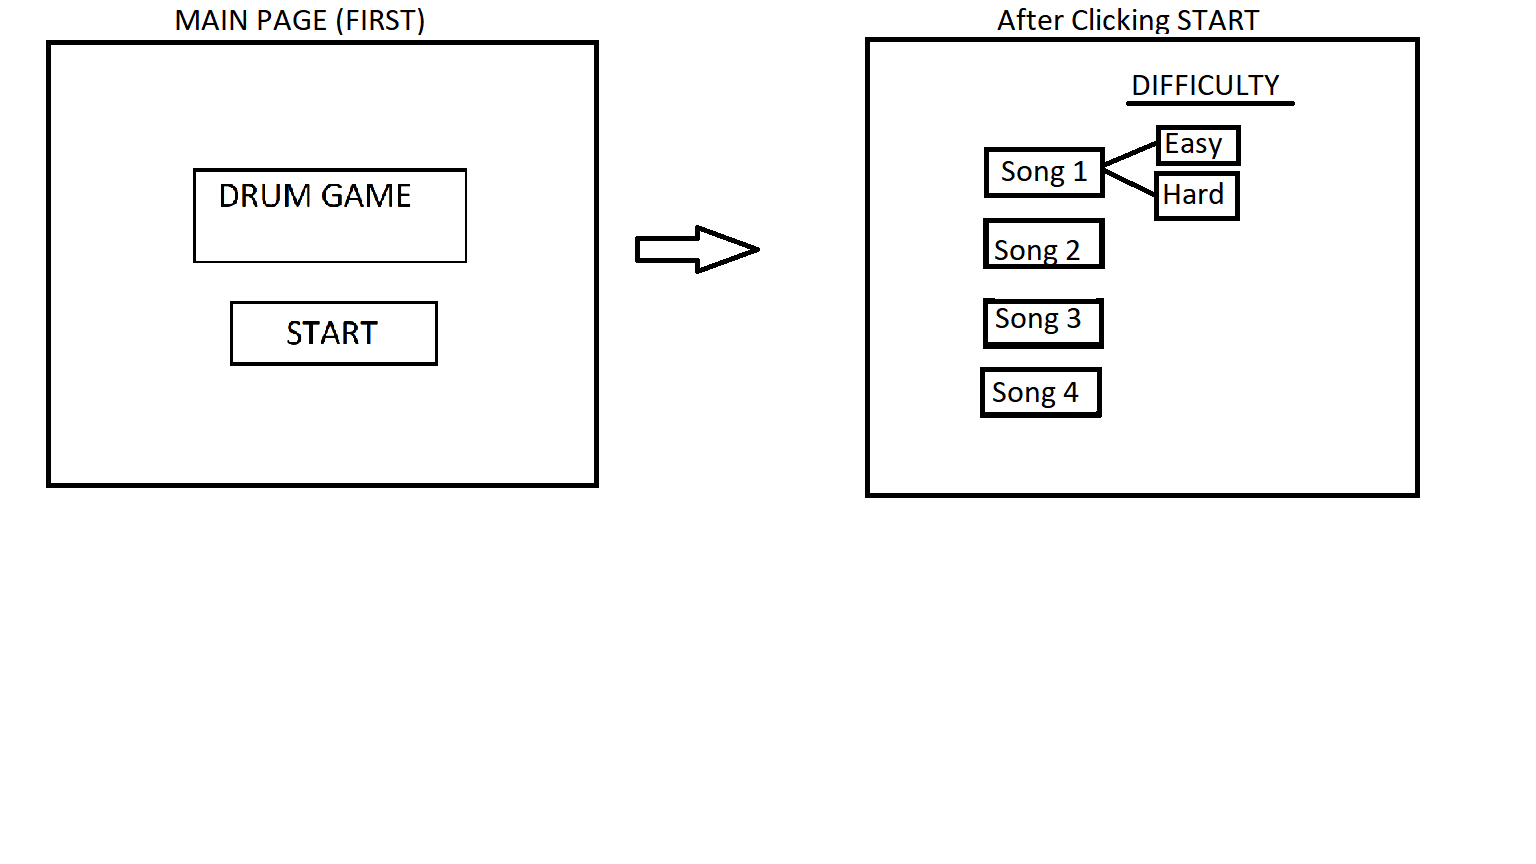 MAIN PAGE (FIRST)
DRUM GAME
START
After Clicking START
DIFFICULTY
Song 1
Easy
Hard
Song 2
Song 3
Song 4